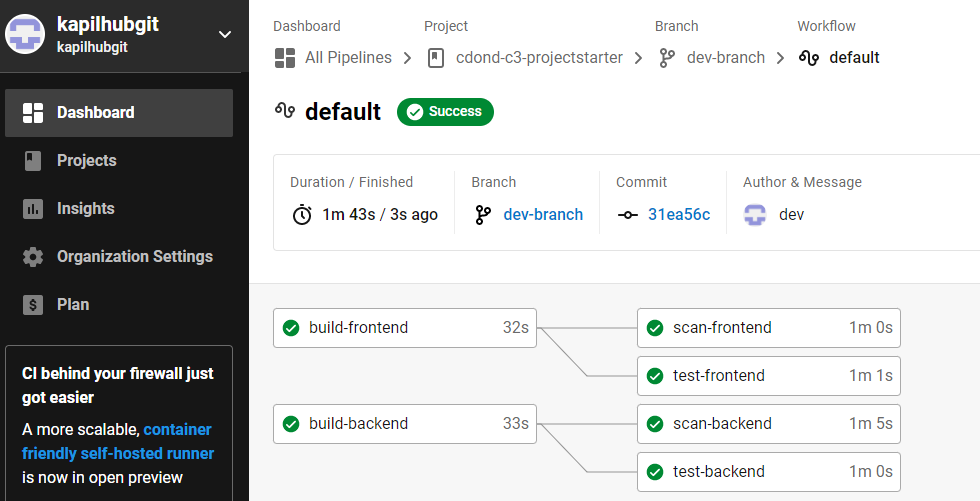 kapilhubgit
kapilhubgit
Dashboard
Projects
Insights
Organization Settings
Plan
CI behind your firewall just
got easier
A more scalable, container
friendly self-hosted runner
is now in open preview
Dashboard Project Branch Workflow
All Pipelines cdond-c3-projectstarter dev-branch default
default Success
Duration / Finished Branch Commit Author & Message
1m 43s / 3s ago dev-branch 31ea56c dev
build-frontend 32s scan-frontend 1m 0s
test-frontend 1m 1s
build-backend 33s scan-backend 1m 5s
test-backend 1m 0s